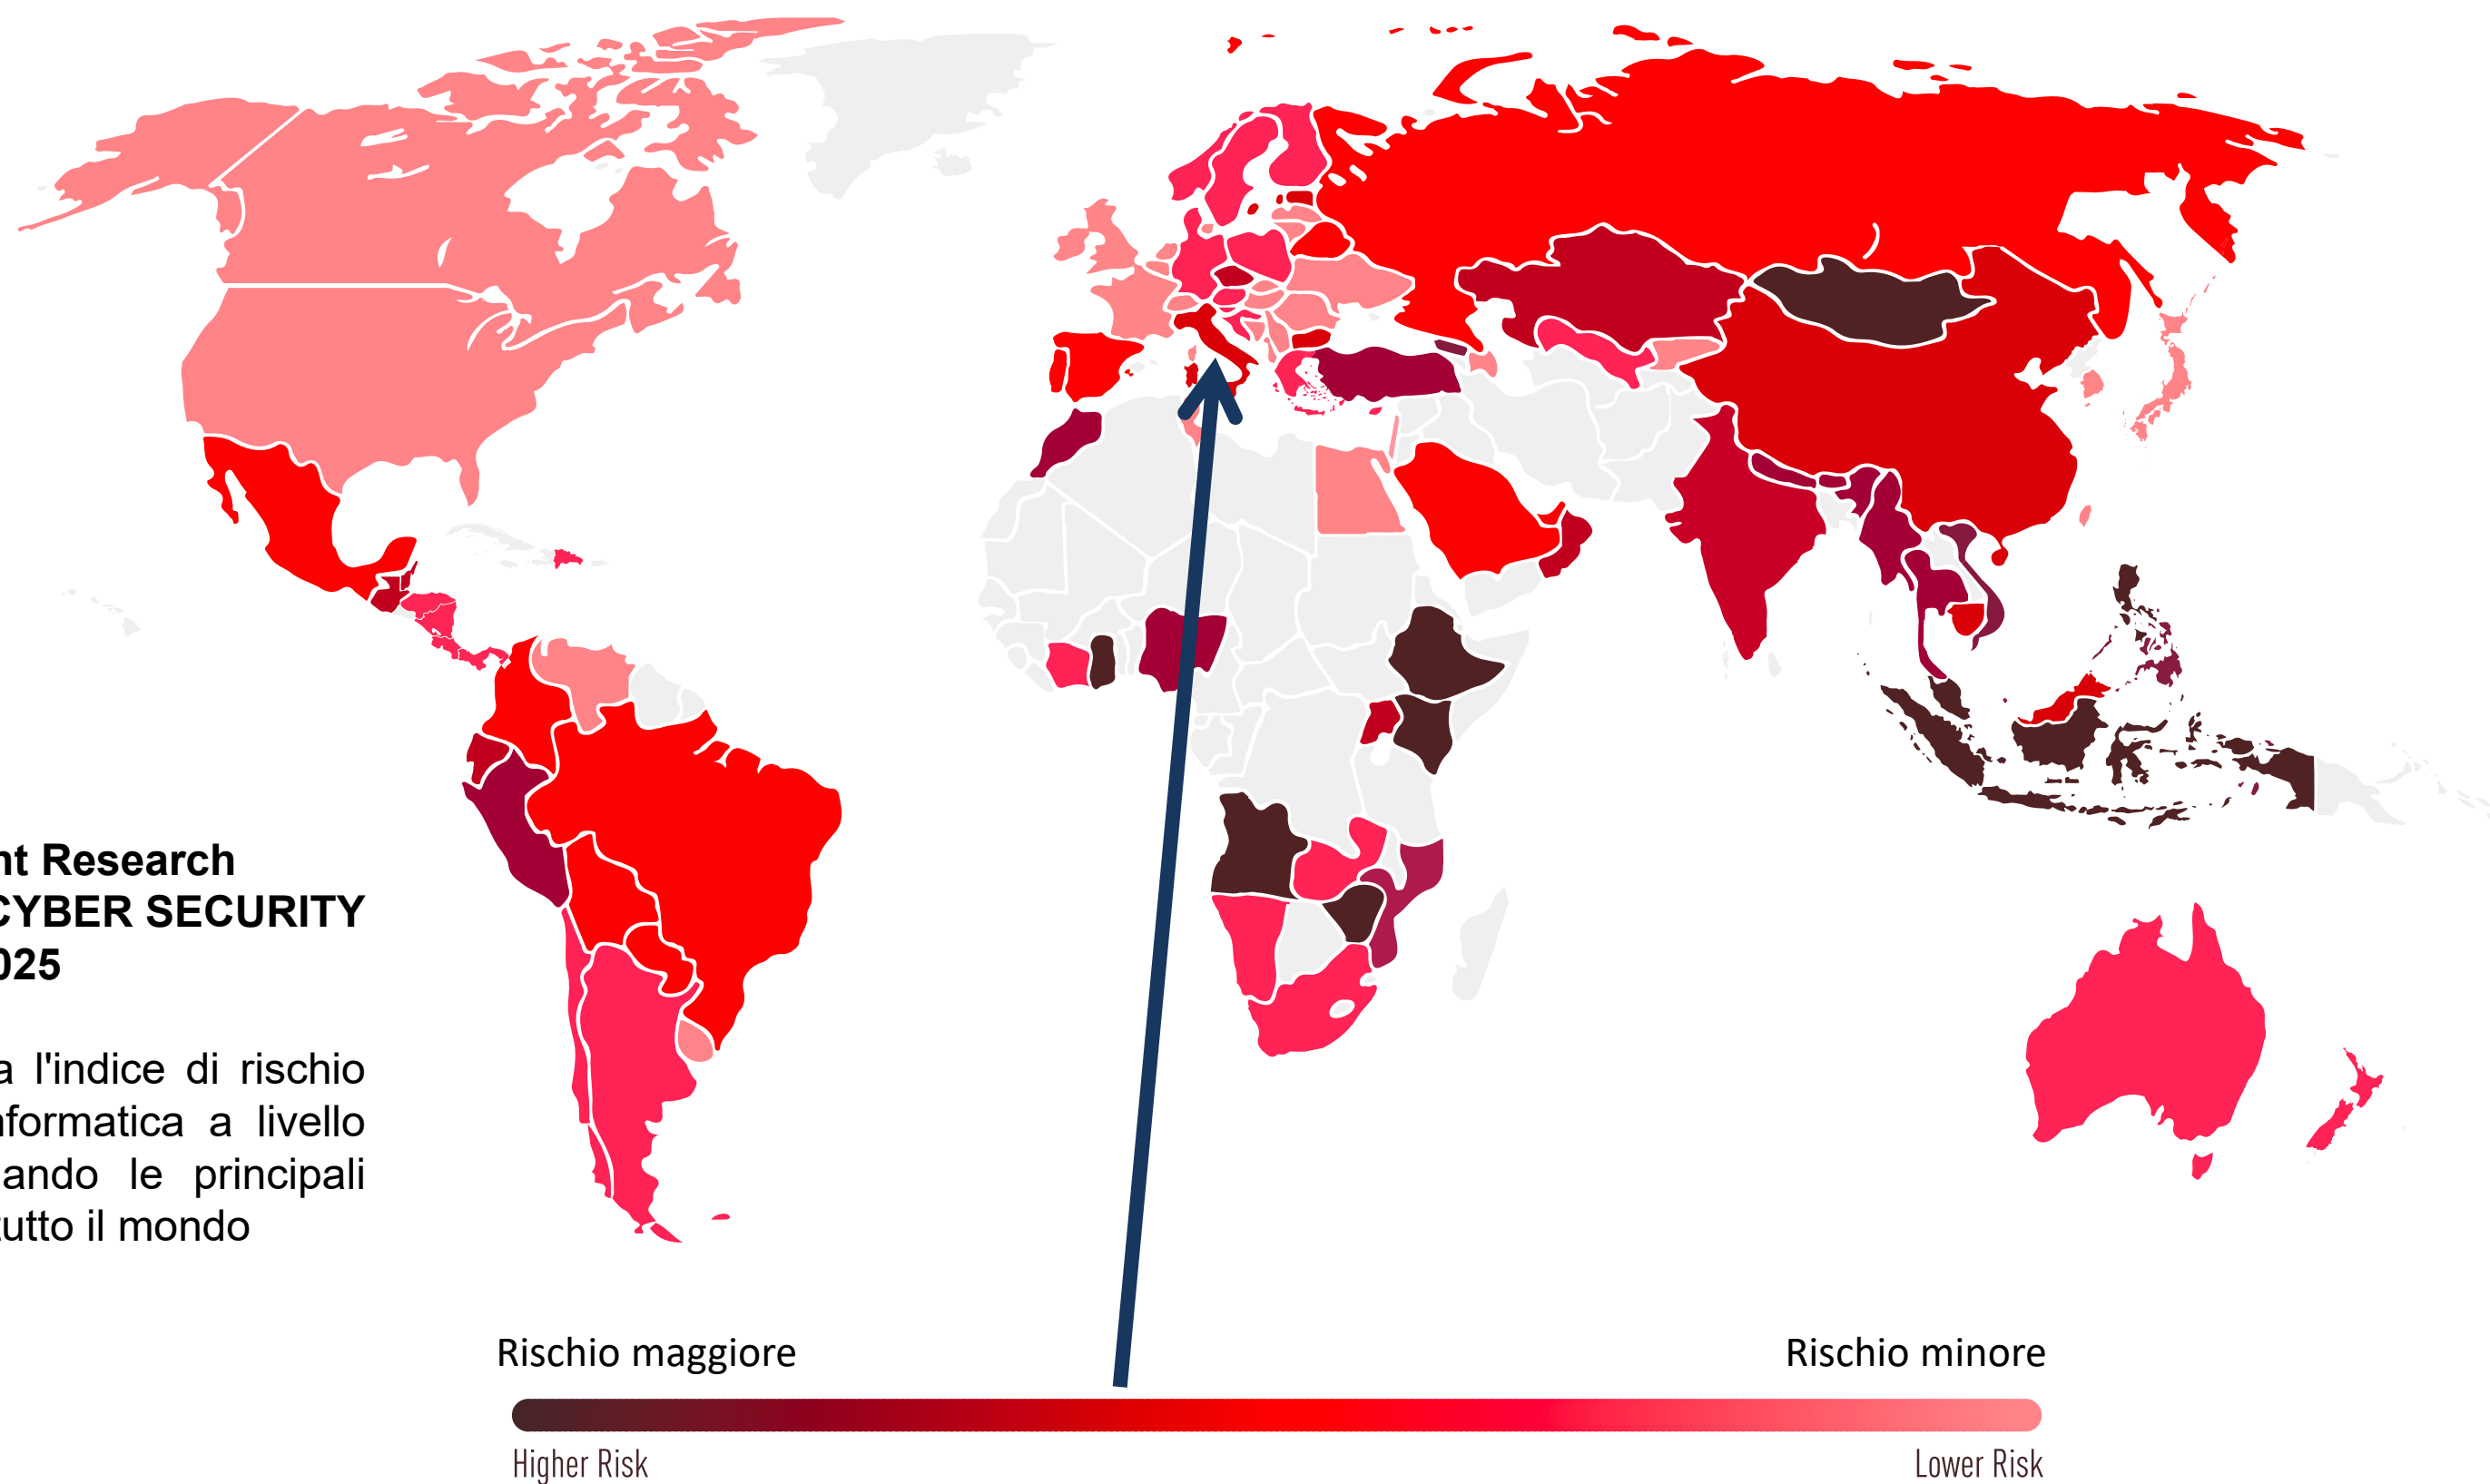 nt Research
CYBER SECURITY
025
a l'indice di rischio
nformatica a livello
ando le principali
tutto il mondo
Rischio maggiore
Rischio minore
Higher Risk
Lower Risk